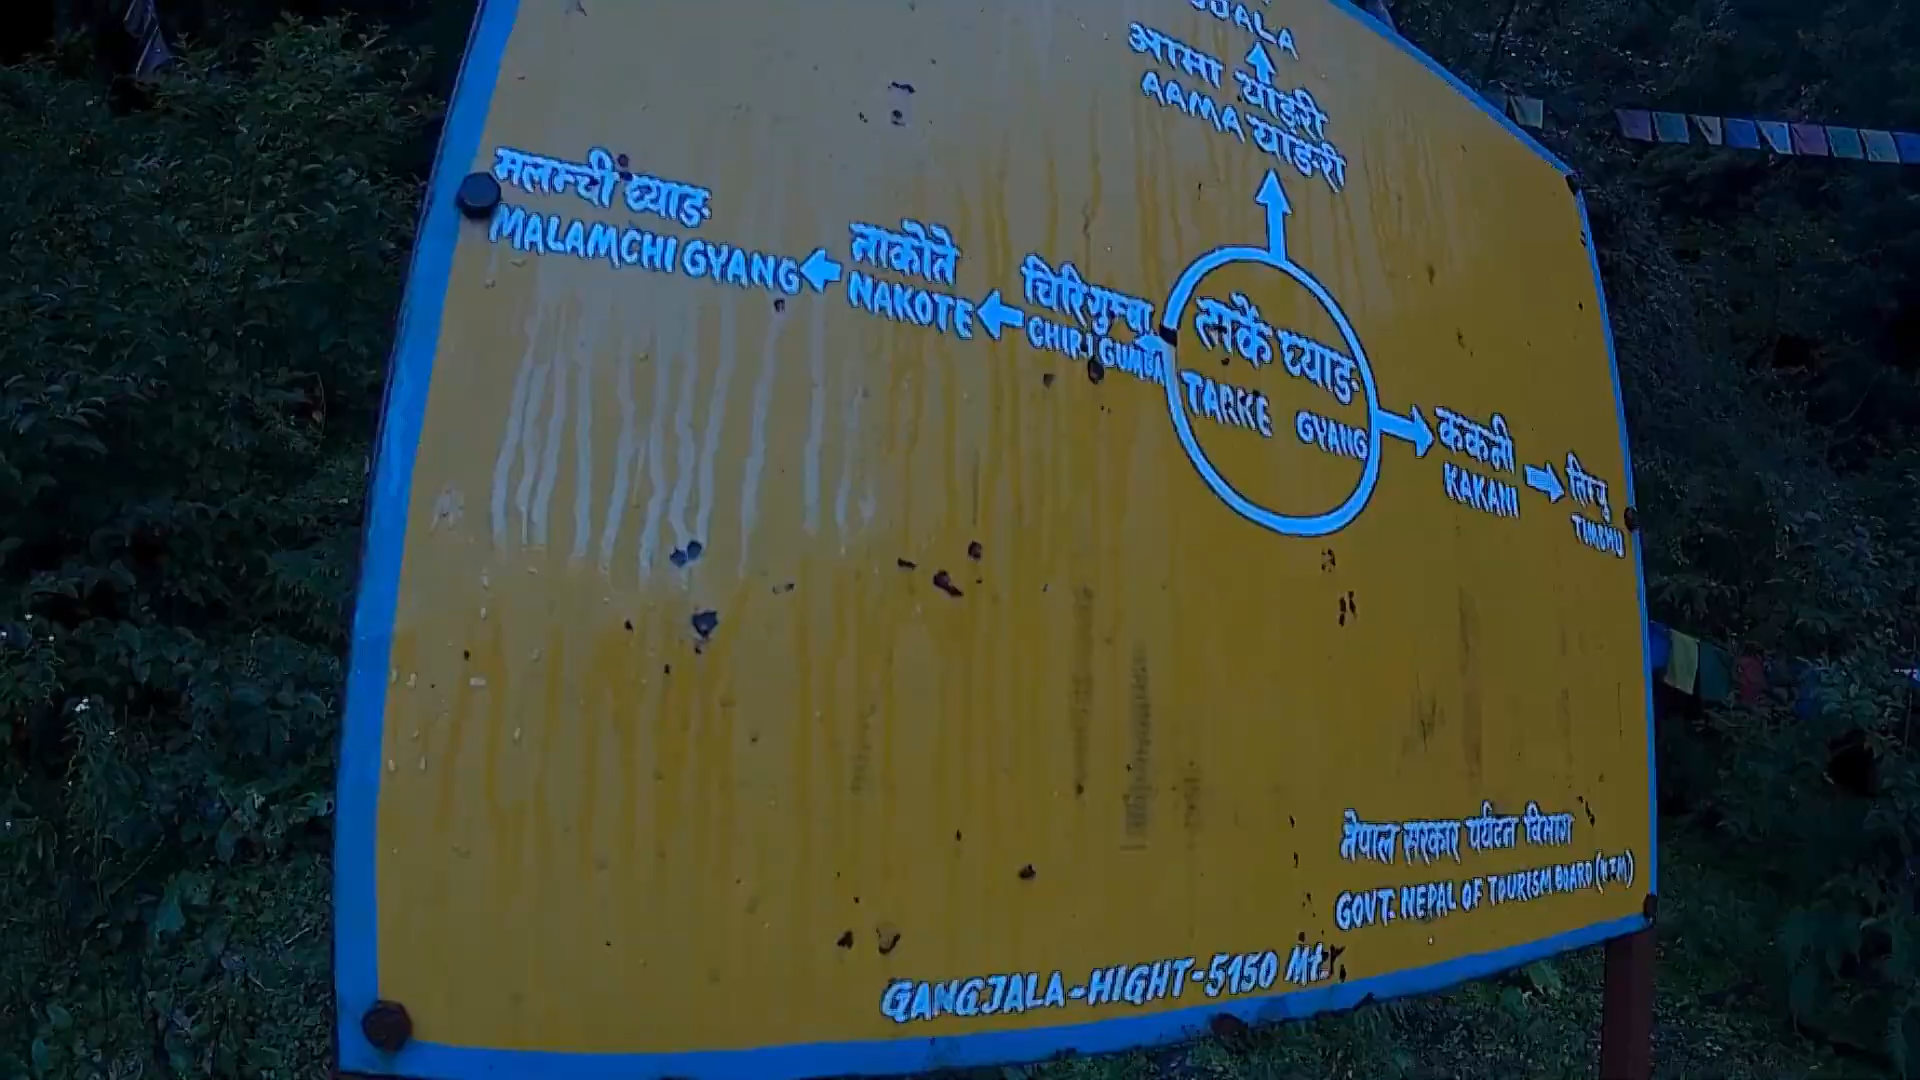 आमा याङरी
AAMA याङरी
मलम्ची घ्याङ
MALAMCHI GYANG
नाकोते
NAKOTE
चिरिगुम्बा
CHIRI GUMBA
तार्के घ्याङ
TARKE GYANG
ककनी
KAKANI
TIMBHU
नेपाल सरकार पर्यटन विभाग
GOVT. NEPAL OF TOURISM BOARD
GANGJALA-HIGHT-5150 Mt.